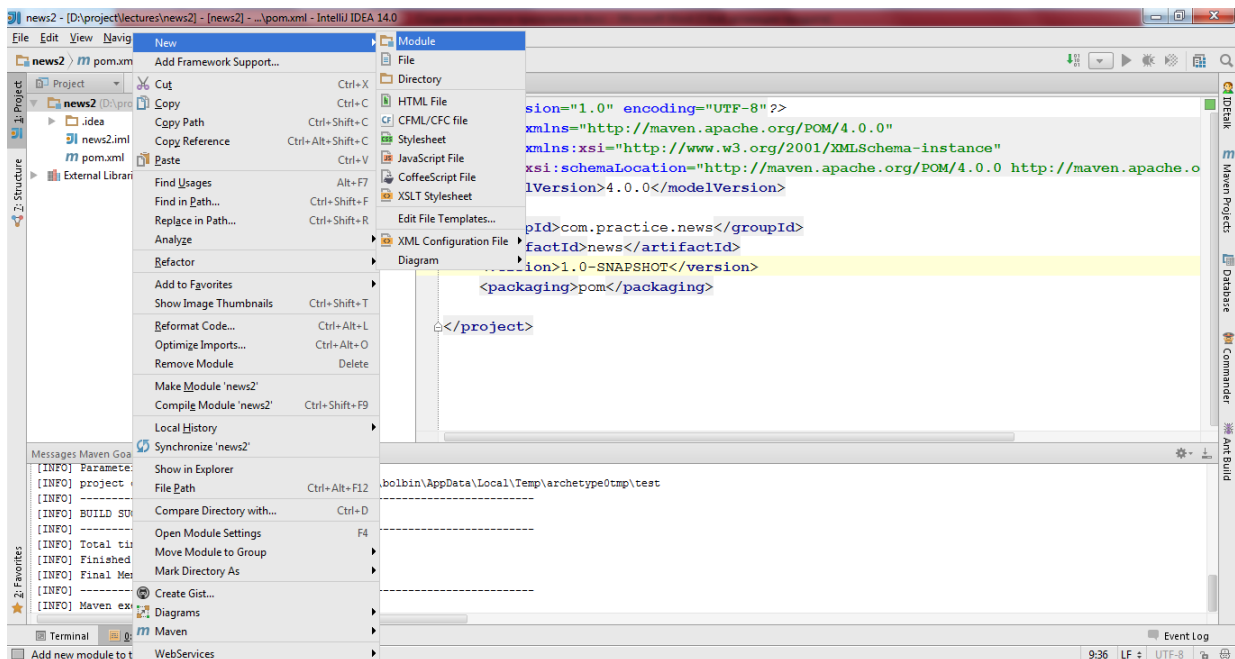 news2 - [D:\project\lectures\news2] - [news2] - ...\pom.xml - IntelliJ IDEA 14.0
File Edit View Navig
news2 pom.xm
Project
news2 (D:\pro
.idea
news2.iml
pom.xml
External Librari
1: Project
7: Structure
2: Favorites
New
Add Framework Support...
Cut Ctrl+X
Copy Ctrl+C
Copy Path Ctrl+Shift+C
Copy Reference Ctrl+Alt+Shift+C
Paste Ctrl+V
Find Usages Alt+F7
Find in Path... Ctrl+Shift+F
Replace in Path... Ctrl+Shift+R
Analyze
Refactor
Add to Favorites
Show Image Thumbnails Ctrl+Shift+T
Reformat Code... Ctrl+Alt+L
Optimize Imports... Ctrl+Alt+O
Remove Module Delete
Make Module 'news2'
Compile Module 'news2' Ctrl+Shift+F9
Local History
Synchronize 'news2'
Show in Explorer
File Path Ctrl+Alt+F12
Compare Directory with... Ctrl+D
Open Module Settings F4
Move Module to Group
Mark Directory As
Create Gist...
Diagrams
Maven
WebServices
Module
File
Directory
HTML File
CFML/CFC file
Stylesheet
JavaScript File
CoffeeScript File
XSLT Stylesheet
Edit File Templates...
XML Configuration File
Diagram
sion="1.0" encoding="UTF-8"?>
xmlns="http://maven.apache.org/POM/4.0.0"
xmlns:xsi="http://www.w3.org/2001/XMLSchema-instance"
xsi:schemaLocation="http://maven.apache.org/POM/4.0.0 http://maven.apache.o
lVersion>4.0.0</modelVersion>
pId>com.practice.news</groupId>
factId>news</artifactId>
ion>1.0-SNAPSHOT</version>
<packaging>pom</packaging>
</project>
IDEtalk
Maven Projects
Database
Commander
Ant Build
Messages Maven Goa
[INFO] Paramete
[INFO] project \bolbin\AppData\Local\Temp\archetype0tmp\test
[INFO] ------------------------------------------------------------------------
[INFO] BUILD SU
[INFO] ------------------------------------------------------------------------
[INFO] Total ti
[INFO] Finished
[INFO] Final Me
[INFO] ------------------------------------------------------------------------
[INFO] Maven ex
Terminal 0: Event Log
Add new module to t 9:36 LF UTF-8